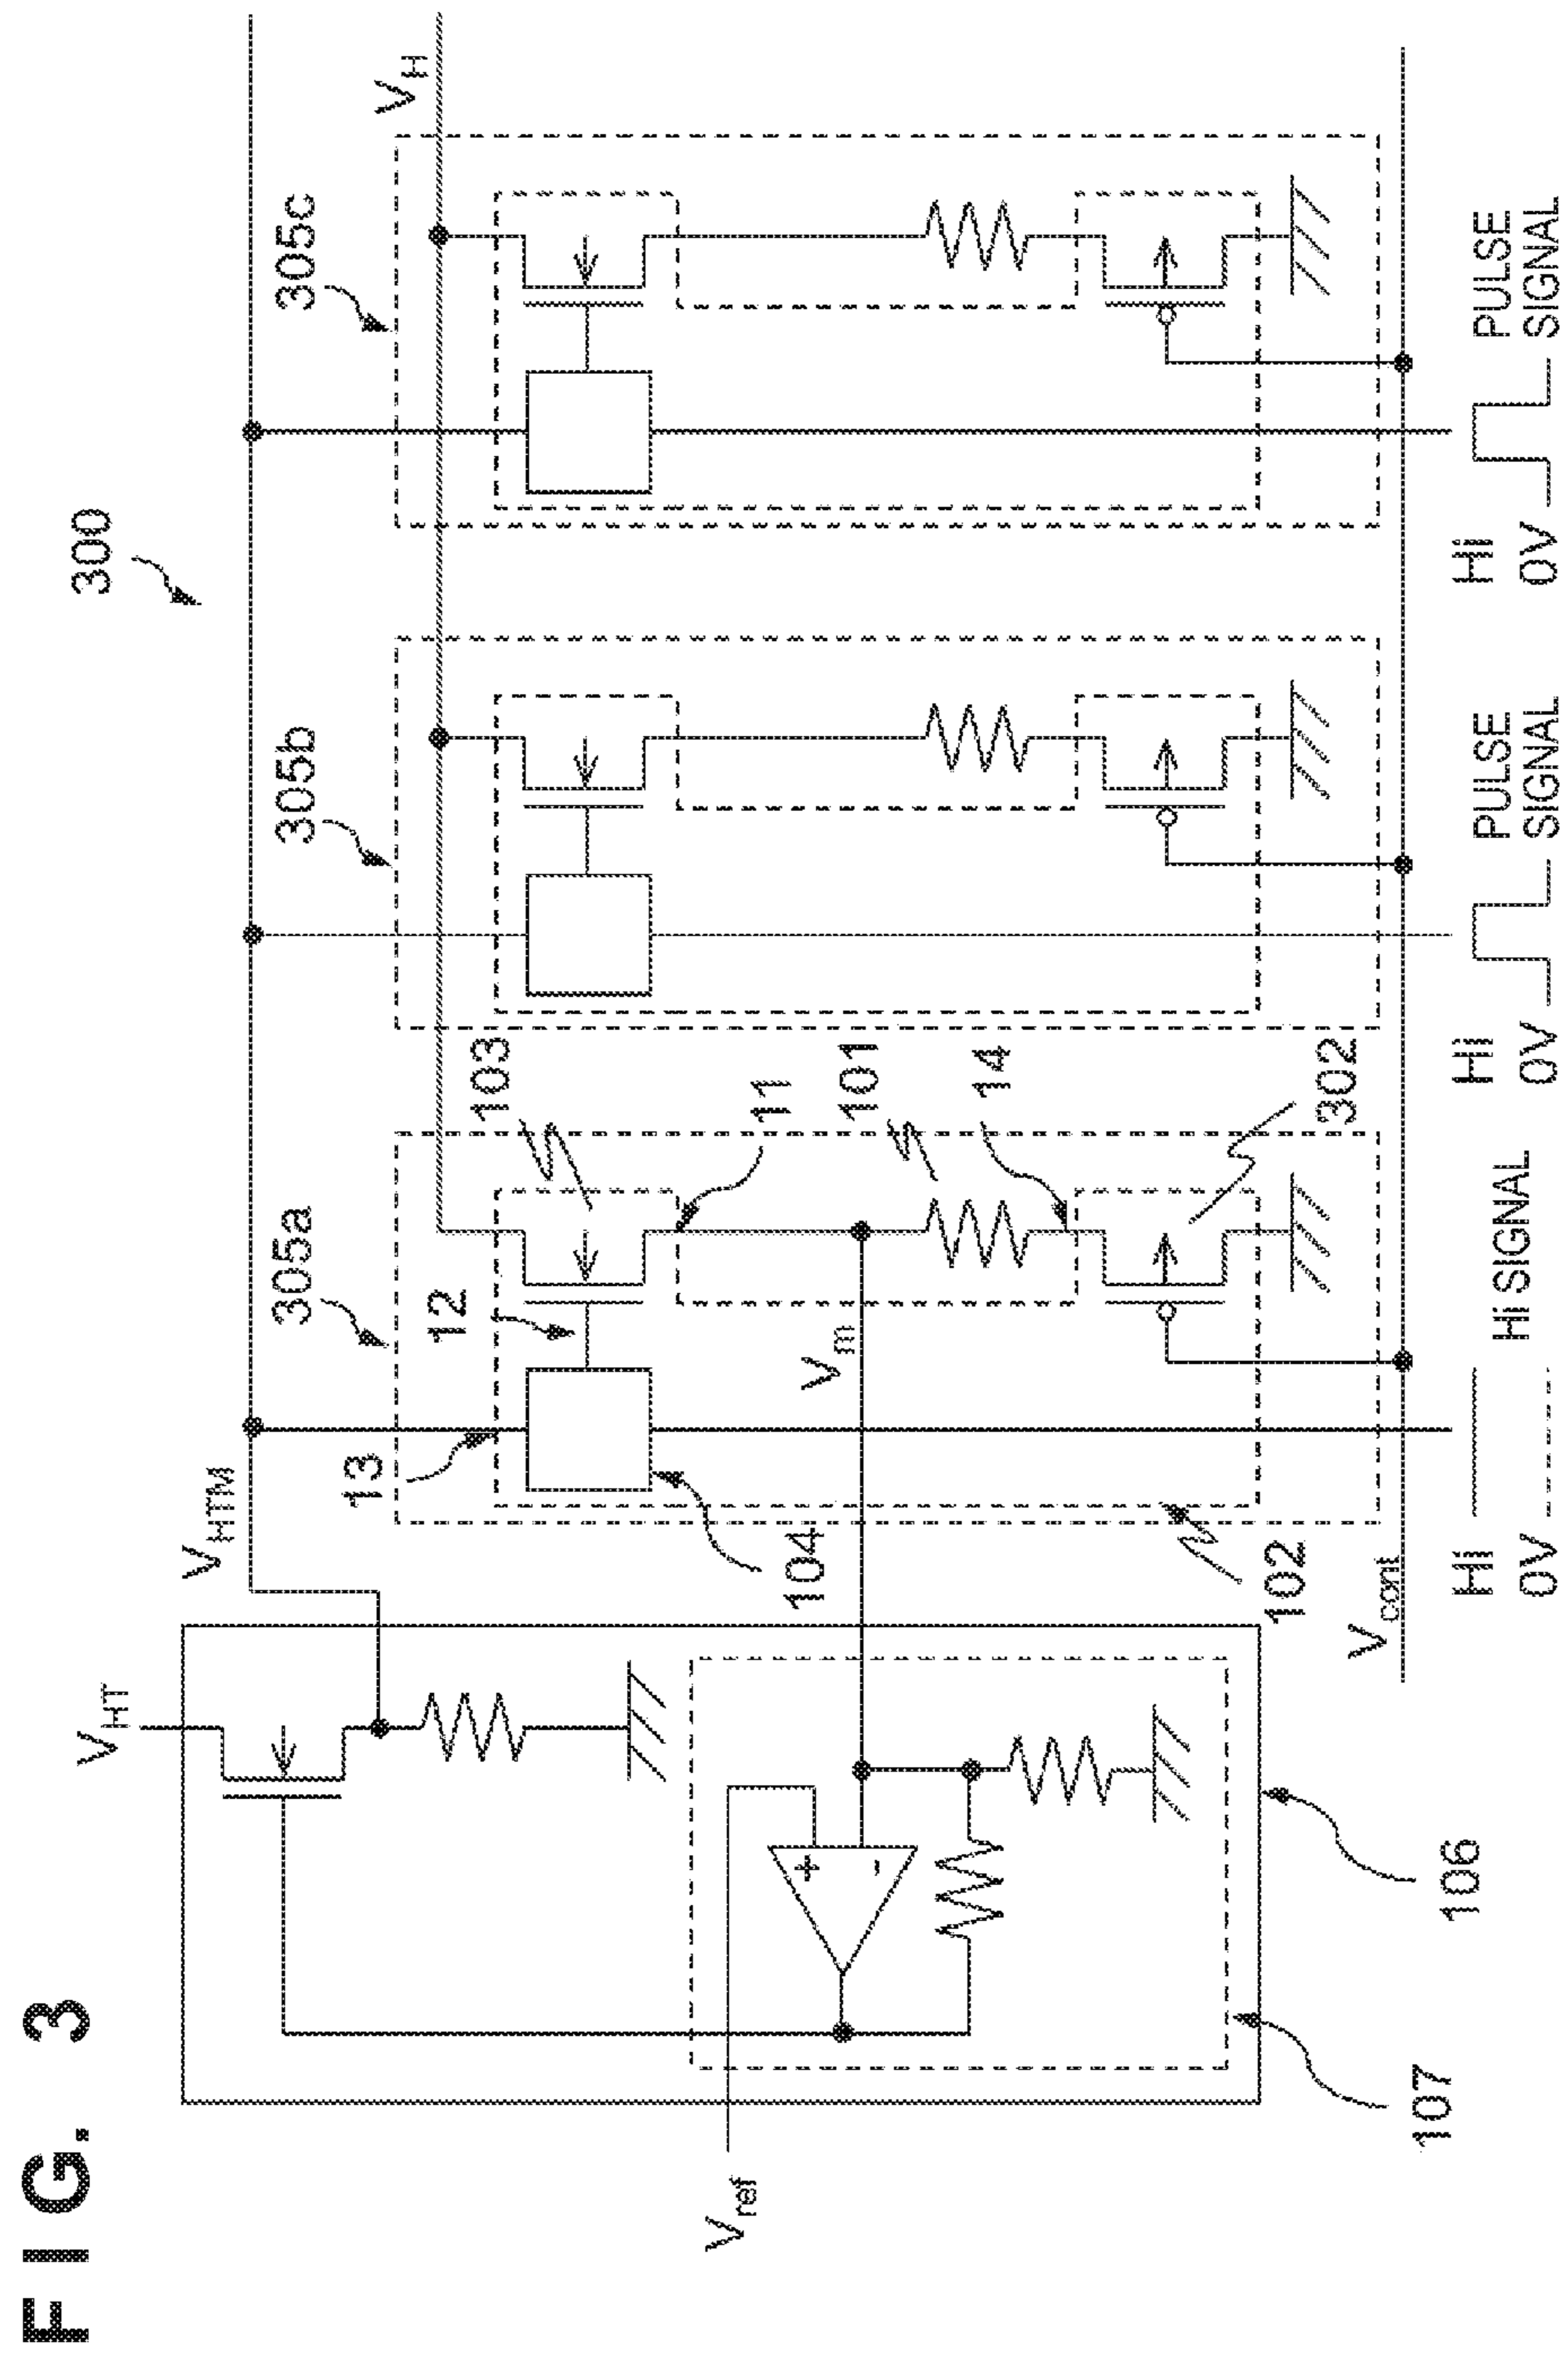 FIG. 3
300
V_HT
V_HTM
V_H
305a
305b
305c
13
12
103
11
101
14
302
104
102
V_m
V_ref
V_cont
+
-
106
107
Hi
0V
Hi SIGNAL
Hi
0V
PULSE
SIGNAL
Hi
0V
PULSE
SIGNAL